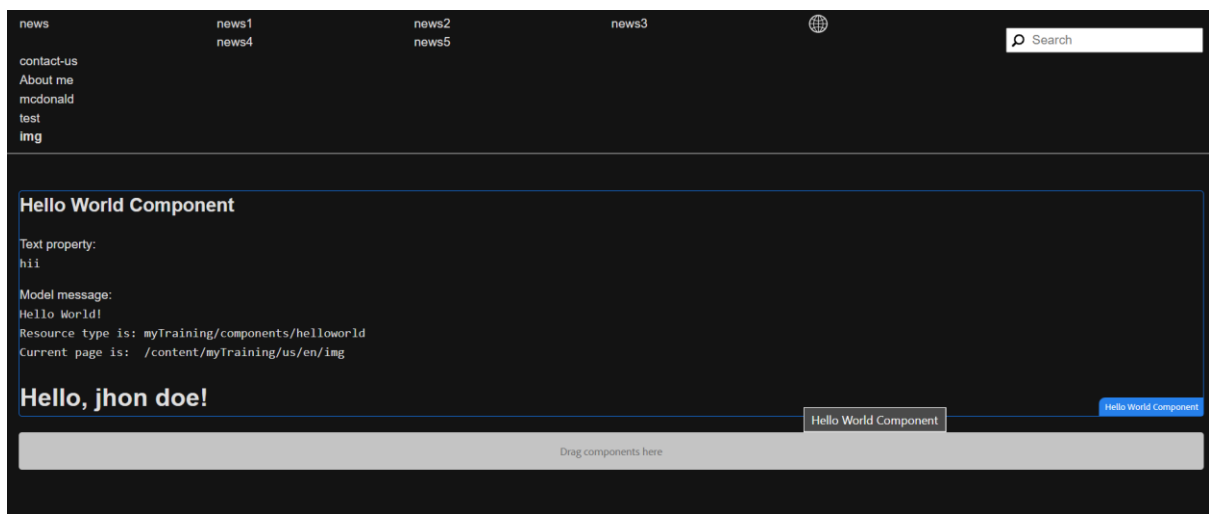 news news1 news2 news3
news4 news5
Search
contact-us
About me
mcdonald
test
img
Hello World Component
Text property:
hii
Model message:
Hello World!
Resource type is: myTraining/components/helloworld
Current page is:  /content/myTraining/us/en/img
Hello, jhon doe!
Hello World Component
Hello World Component
Drag components here